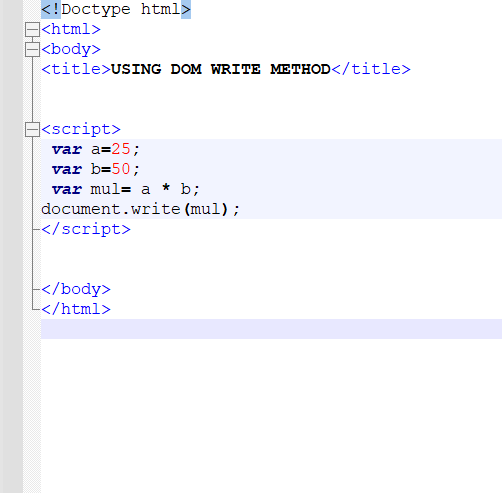 <!Doctype html>
<html>
<body>
<title>USING DOM WRITE METHOD</title>
<script>
var a=25;
var b=50;
var mul= a * b;
document.write(mul);
</script>
</body>
</html>